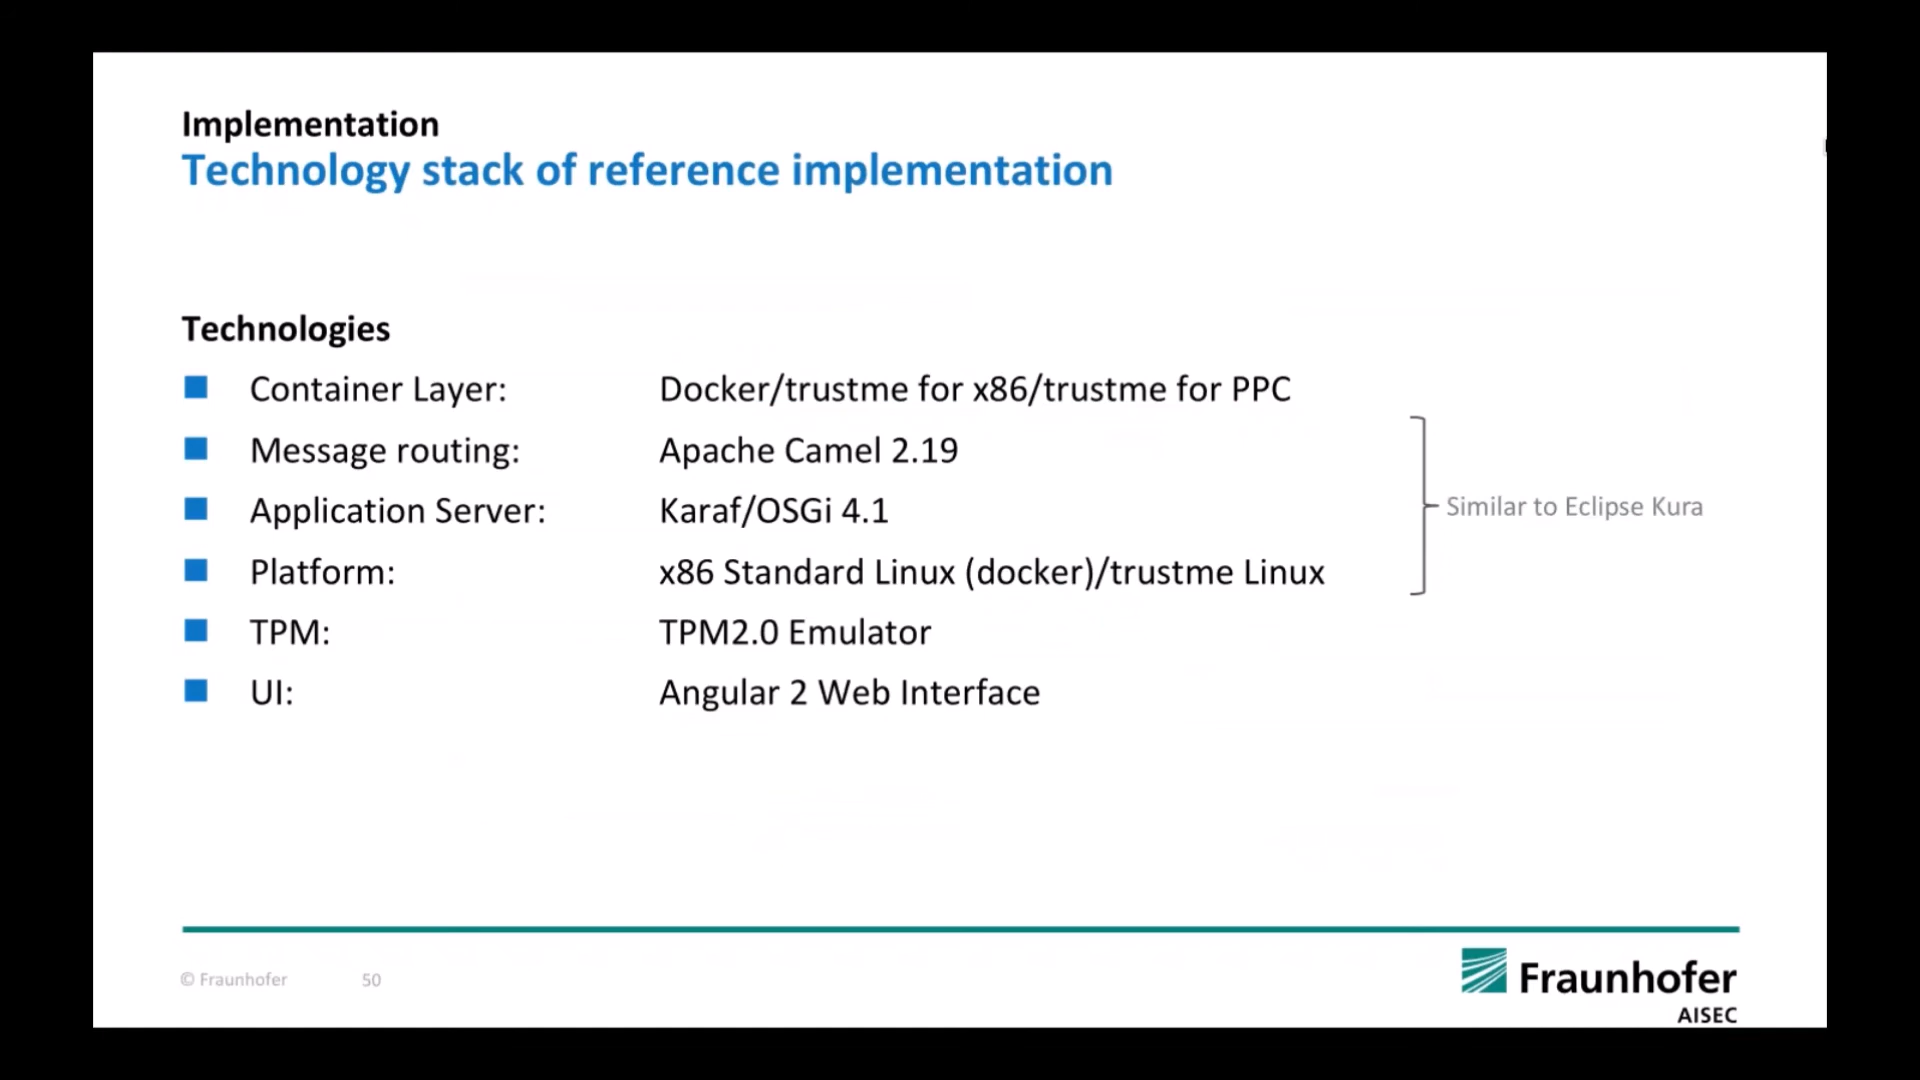 Implementation
Technology stack of reference implementation
Technologies
Container Layer: Docker/trustme for x86/trustme for PPC
Message routing: Apache Camel 2.19
Application Server: Karaf/OSGi 4.1
Similar to Eclipse Kura
Platform: x86 Standard Linux (docker)/trustme Linux
TPM: TPM2.0 Emulator
UI: Angular 2 Web Interface
© Fraunhofer 50
Fraunhofer
AISEC